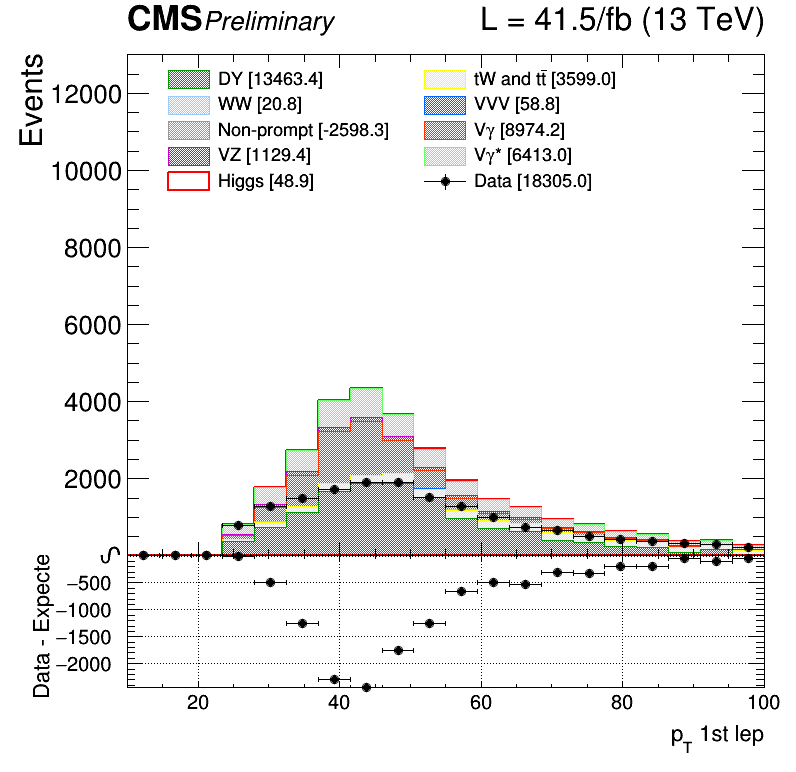 CMS Preliminary L = 41.5/fb (13 TeV)
Events
DY [13463.4]
WW [20.8]
Non-prompt [-2598.3]
VZ [1129.4]
Higgs [48.9]
tW and tt̄ [3599.0]
VVV [58.8]
Vγ [8974.2]
Vγ* [6413.0]
Data [18305.0]
12000
10000
8000
6000
4000
2000
Data - Expecte
−500
−1000
−1500
−2000
20 40 60 80 100
pT 1st lep